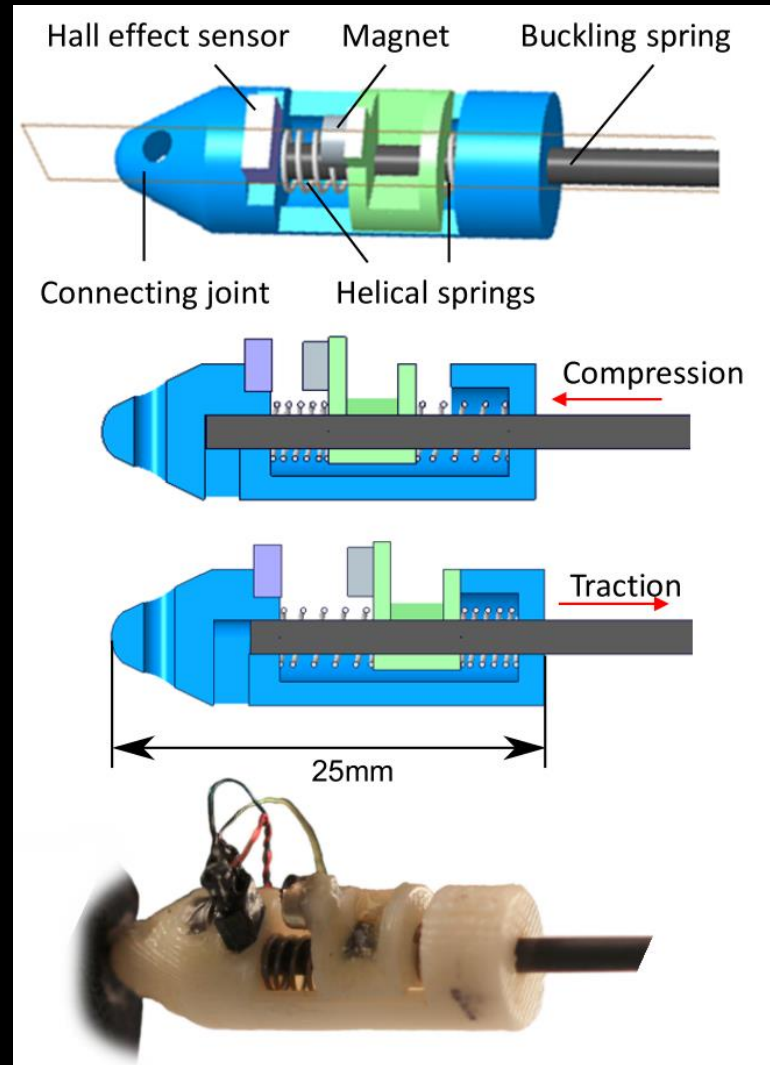 Hall effect sensor Magnet Buckling spring
Connecting joint Helical springs
Compression
Traction
25mm